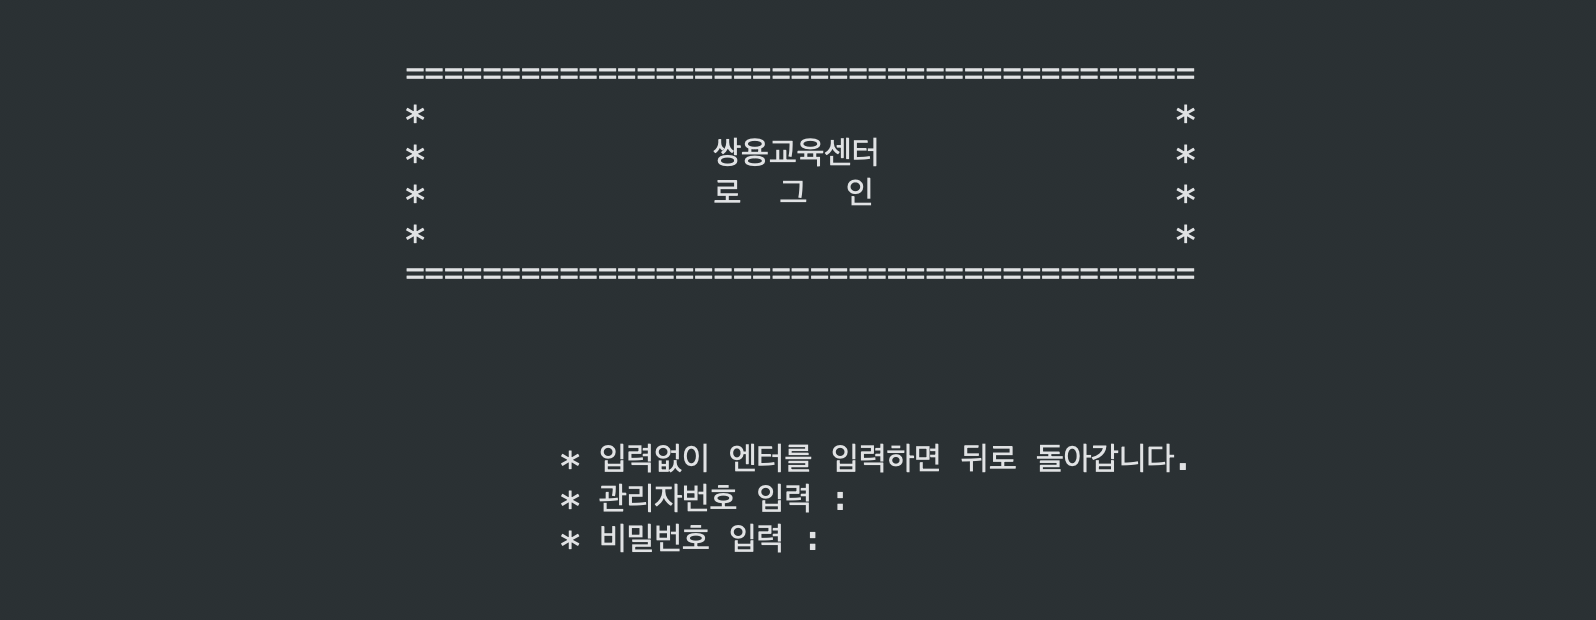 =========================================
*                                       *
*               쌍용교육센터               *
*               로  그  인               *
*                                       *
=========================================
* 입력없이 엔터를 입력하면 뒤로 돌아갑니다.
* 관리자번호 입력 :
* 비밀번호 입력 :